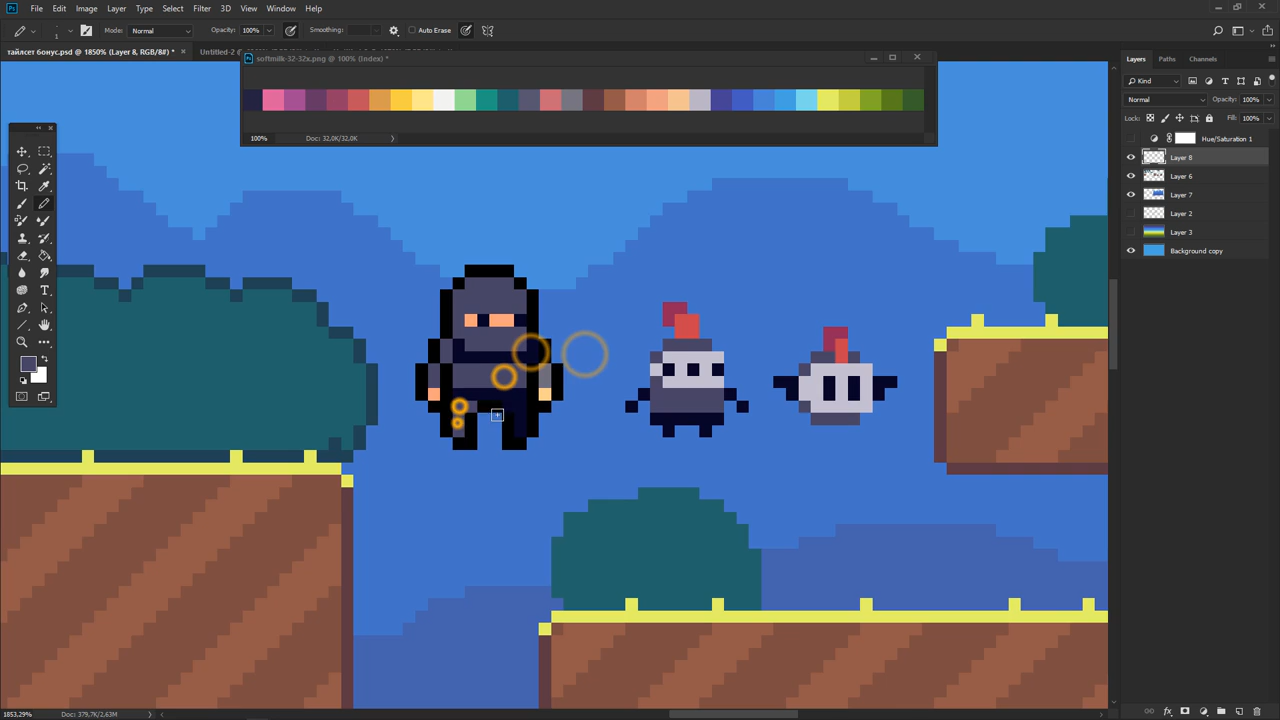 Ps File Edit Image Layer Type Select Filter 3D View Window Help
Mode: Normal Opacity: 100% Smoothing: Auto Erase
тайлсет бонус.psd @ 1850% (Layer 8, RGB/8#) * × Untitled-2 @
softmilk-32-32x.png @ 100% (Index) *
100% Doc: 32,0K/32,0K
Layers Paths Channels
Kind
Normal Opacity: 100%
Lock: Fill: 100%
Hue/Saturation 1
Layer 8
Layer 6
Layer 7
Layer 2
Layer 3
Background copy
1853,29% Doc: 379,7K/2,63M